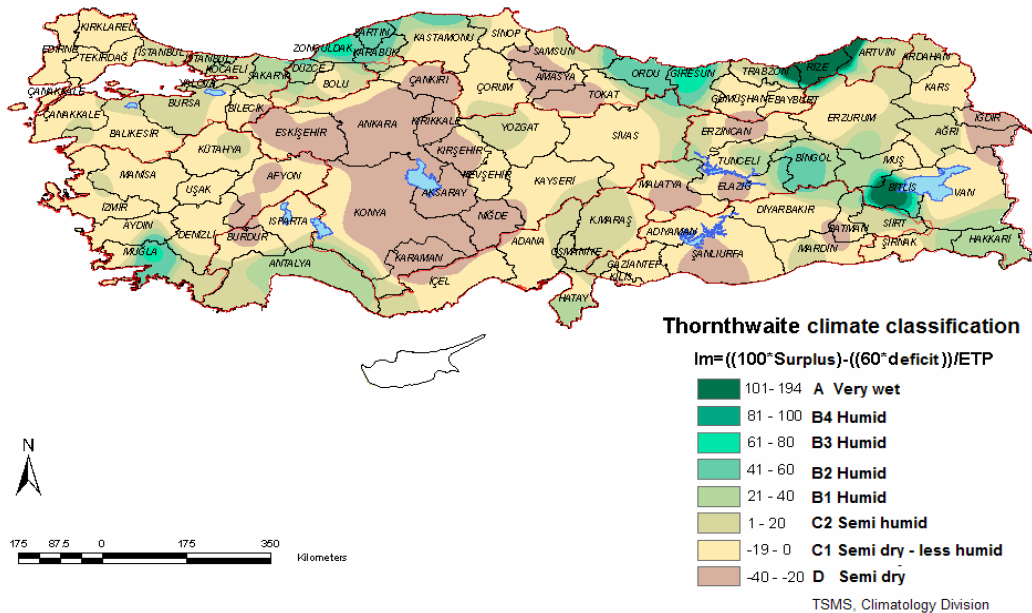 KIRKLARELİ
EDİRNE
TEKİRDAĞ
İSTANBUL
İSTANBUL
KOCAELİ
YALOVA
SAKARYA
DÜZCE
ZONGULDAK
BARTIN
KARABÜK
KASTAMONU
SİNOP
SAMSUN
ORDU
GİRESUN
TRABZON
RİZE
ARTVİN
ARDAHAN
KARS
ÇANAKKALE
ÇANAKKALE
BURSA
BİLECİK
BOLU
ÇANKIRI
ÇORUM
AMASYA
TOKAT
GÜMÜŞHANE
BAYBURT
ERZURUM
IĞDIR
AĞRI
BALIKESİR
KÜTAHYA
ESKİŞEHİR
ANKARA
KIRIKKALE
KIRŞEHİR
YOZGAT
SİVAS
ERZİNCAN
TUNCELİ
BİNGÖL
MUŞ
VAN
MANİSA
UŞAK
AFYON
KONYA
AKSARAY
NEVŞEHİR
KAYSERİ
MALATYA
ELAZIĞ
DİYARBAKIR
BİTLİS
SİİRT
BATMAN
İZMİR
AYDIN
DENİZLİ
BURDUR
ISPARTA
NİĞDE
ADANA
K.MARAŞ
ADIYAMAN
ŞANLIURFA
MARDİN
ŞIRNAK
HAKKARİ
MUĞLA
ANTALYA
KARAMAN
İÇEL
OSMANİYE
GAZİANTEP
KİLİS
HATAY
Thornthwaite climate classification
Im=((100*Surplus)-((60*deficit))/ETP
101- 194 A Very wet
81 - 100 B4 Humid
61 - 80 B3 Humid
41 - 60 B2 Humid
21 - 40 B1 Humid
1 - 20 C2 Semi humid
-19 - 0 C1 Semi dry - less humid
-40 - -20 D Semi dry
N
175 87.5 0 175 350
Kilometers
TSMS, Climatology Division